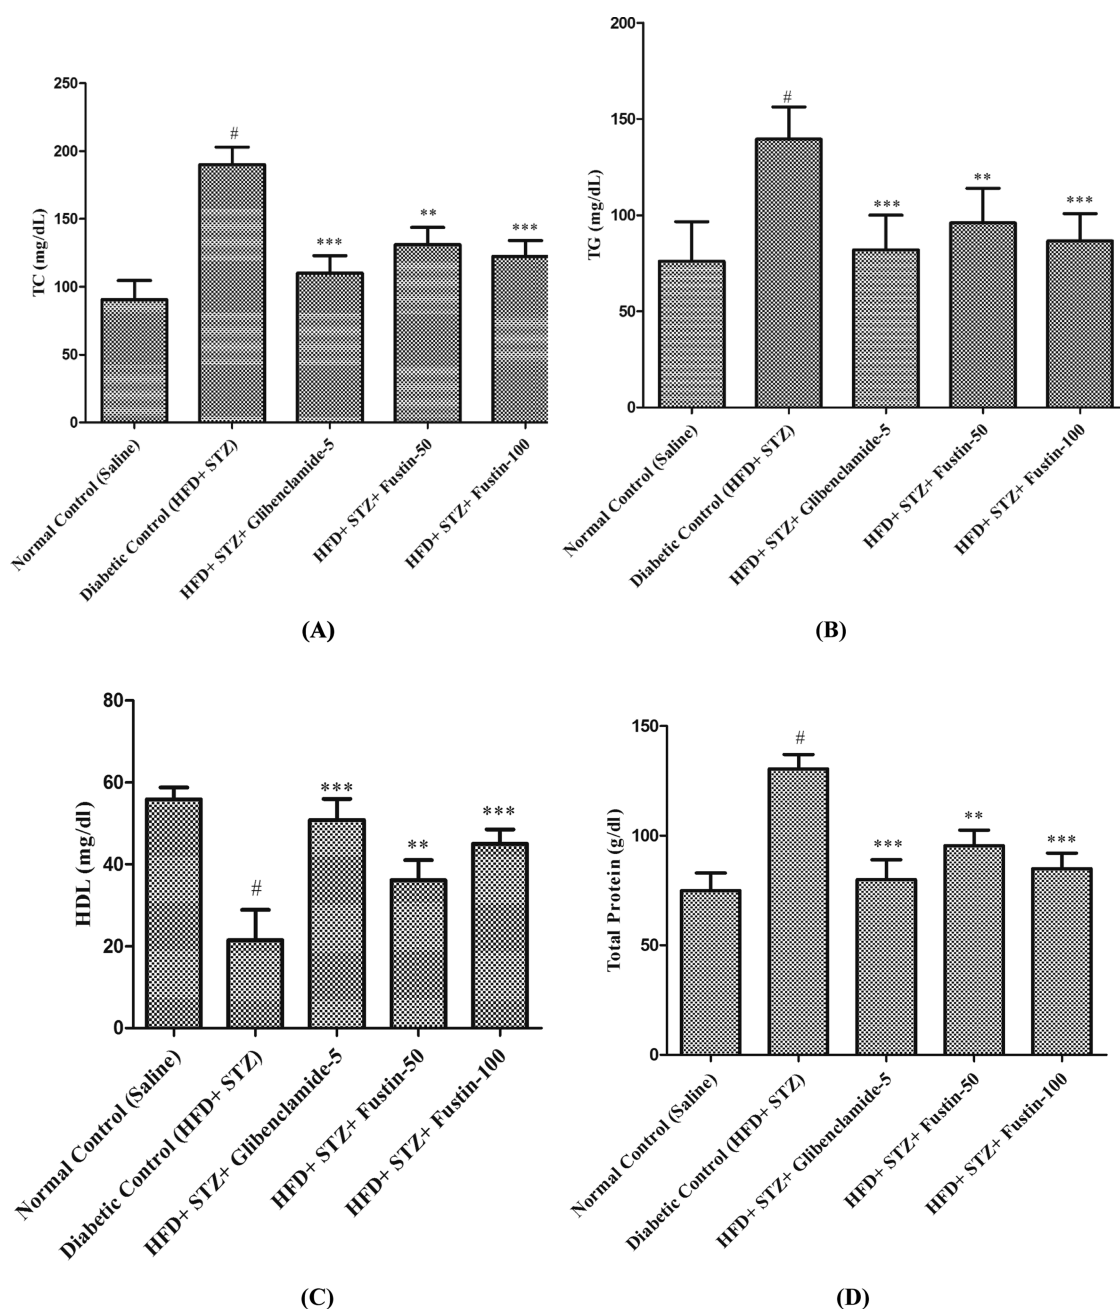 250
200
150
100
50
0
TC (mg/dL)
#
***
**
***
Normal Control (Saline)
Diabetic Control (HFD+ STZ)
HFD+ STZ+ Glibenclamide-5
HFD+ STZ+ Fustin-50
HFD+ STZ+ Fustin-100
(A)
200
150
100
50
0
TG (mg/dL)
#
***
**
***
Normal Control (Saline)
Diabetic Control (HFD+ STZ)
HFD+ STZ+ Glibenclamide-5
HFD+ STZ+ Fustin-50
HFD+ STZ+ Fustin-100
(B)
80
60
40
20
0
HDL (mg/dl)
#
***
**
***
Normal Control (Saline)
Diabetic Control (HFD+ STZ)
HFD+ STZ+ Glibenclamide-5
HFD+ STZ+ Fustin-50
HFD+ STZ+ Fustin-100
(C)
150
100
50
0
Total Protein (g/dl)
#
***
**
***
Normal Control (Saline)
Diabetic Control (HFD+ STZ)
HFD+ STZ+ Glibenclamide-5
HFD+ STZ+ Fustin-50
HFD+ STZ+ Fustin-100
(D)